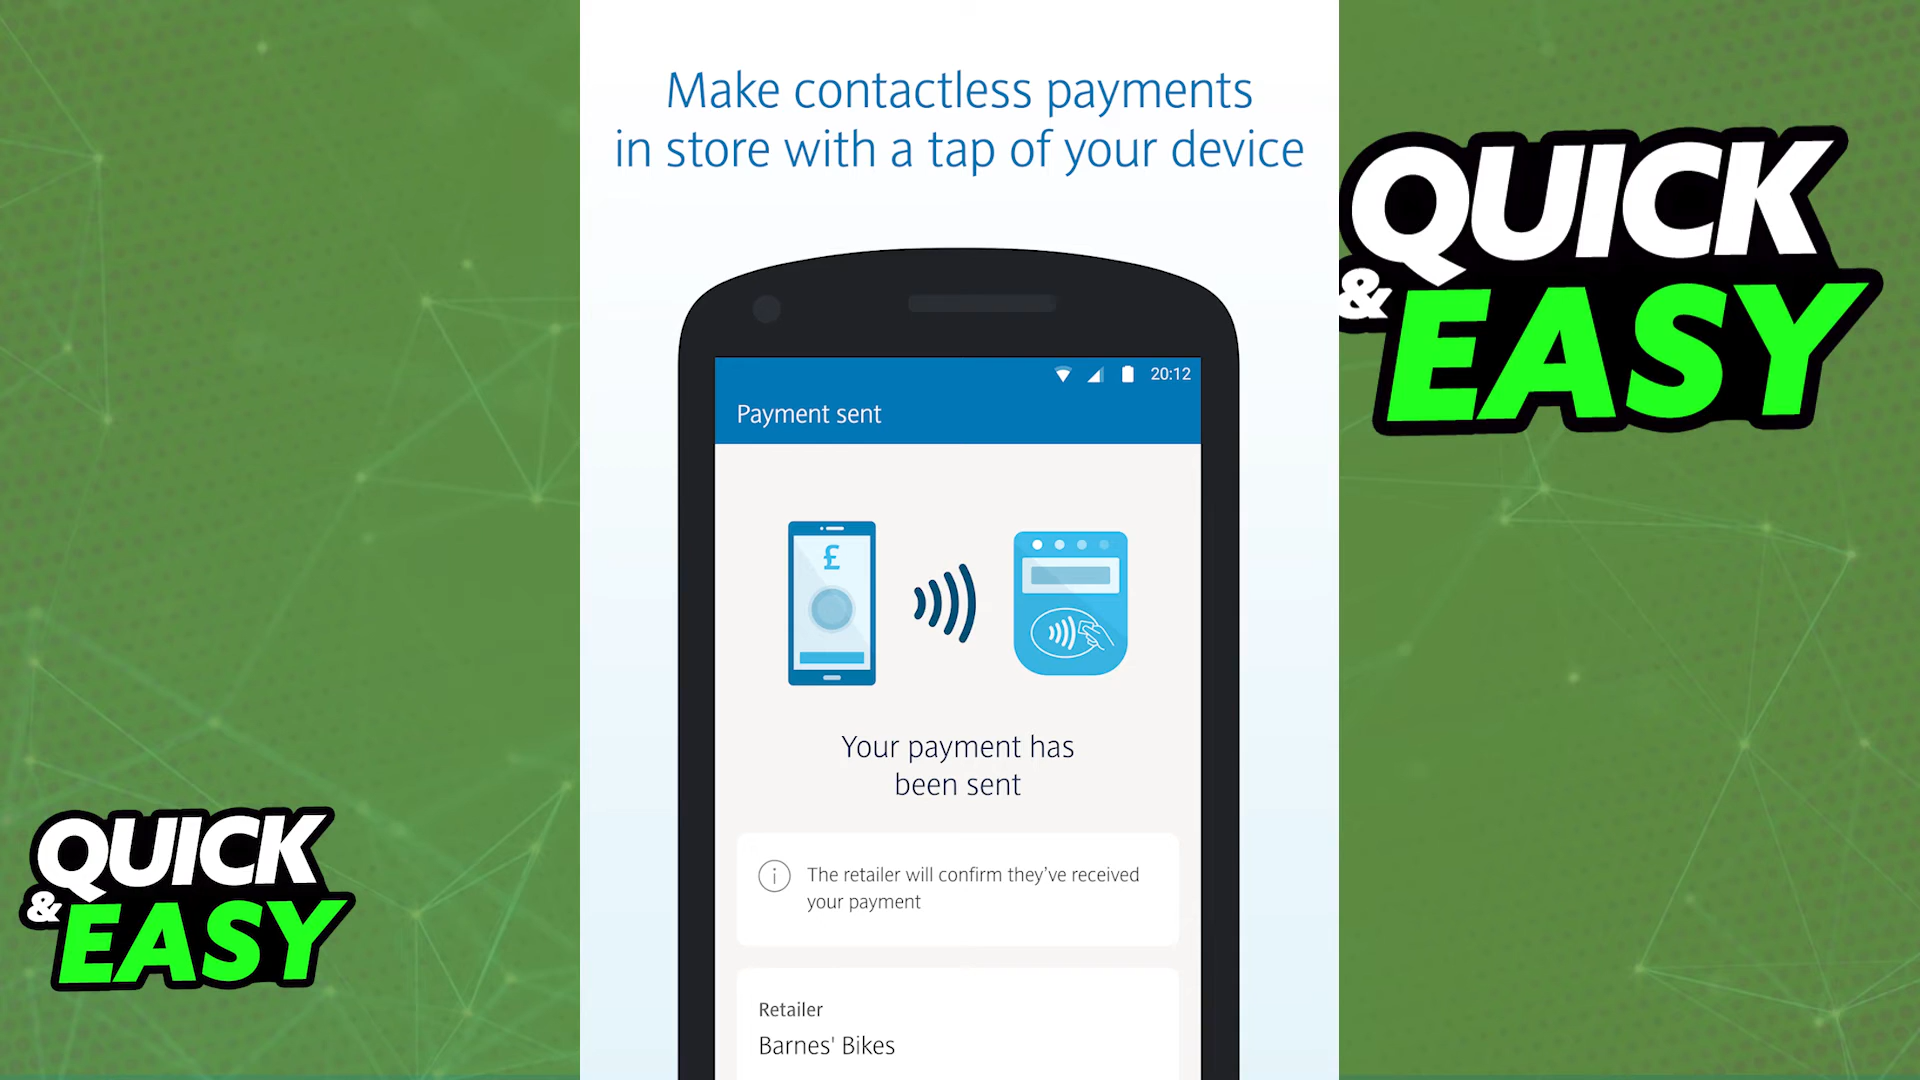 Make contactless payments
in store with a tap of your device
QUICK
& EASY
20:12
Payment sent
£
Your payment has
been sent
The retailer will confirm they've received
your payment
Retailer
Barnes' Bikes
QUICK
& EASY